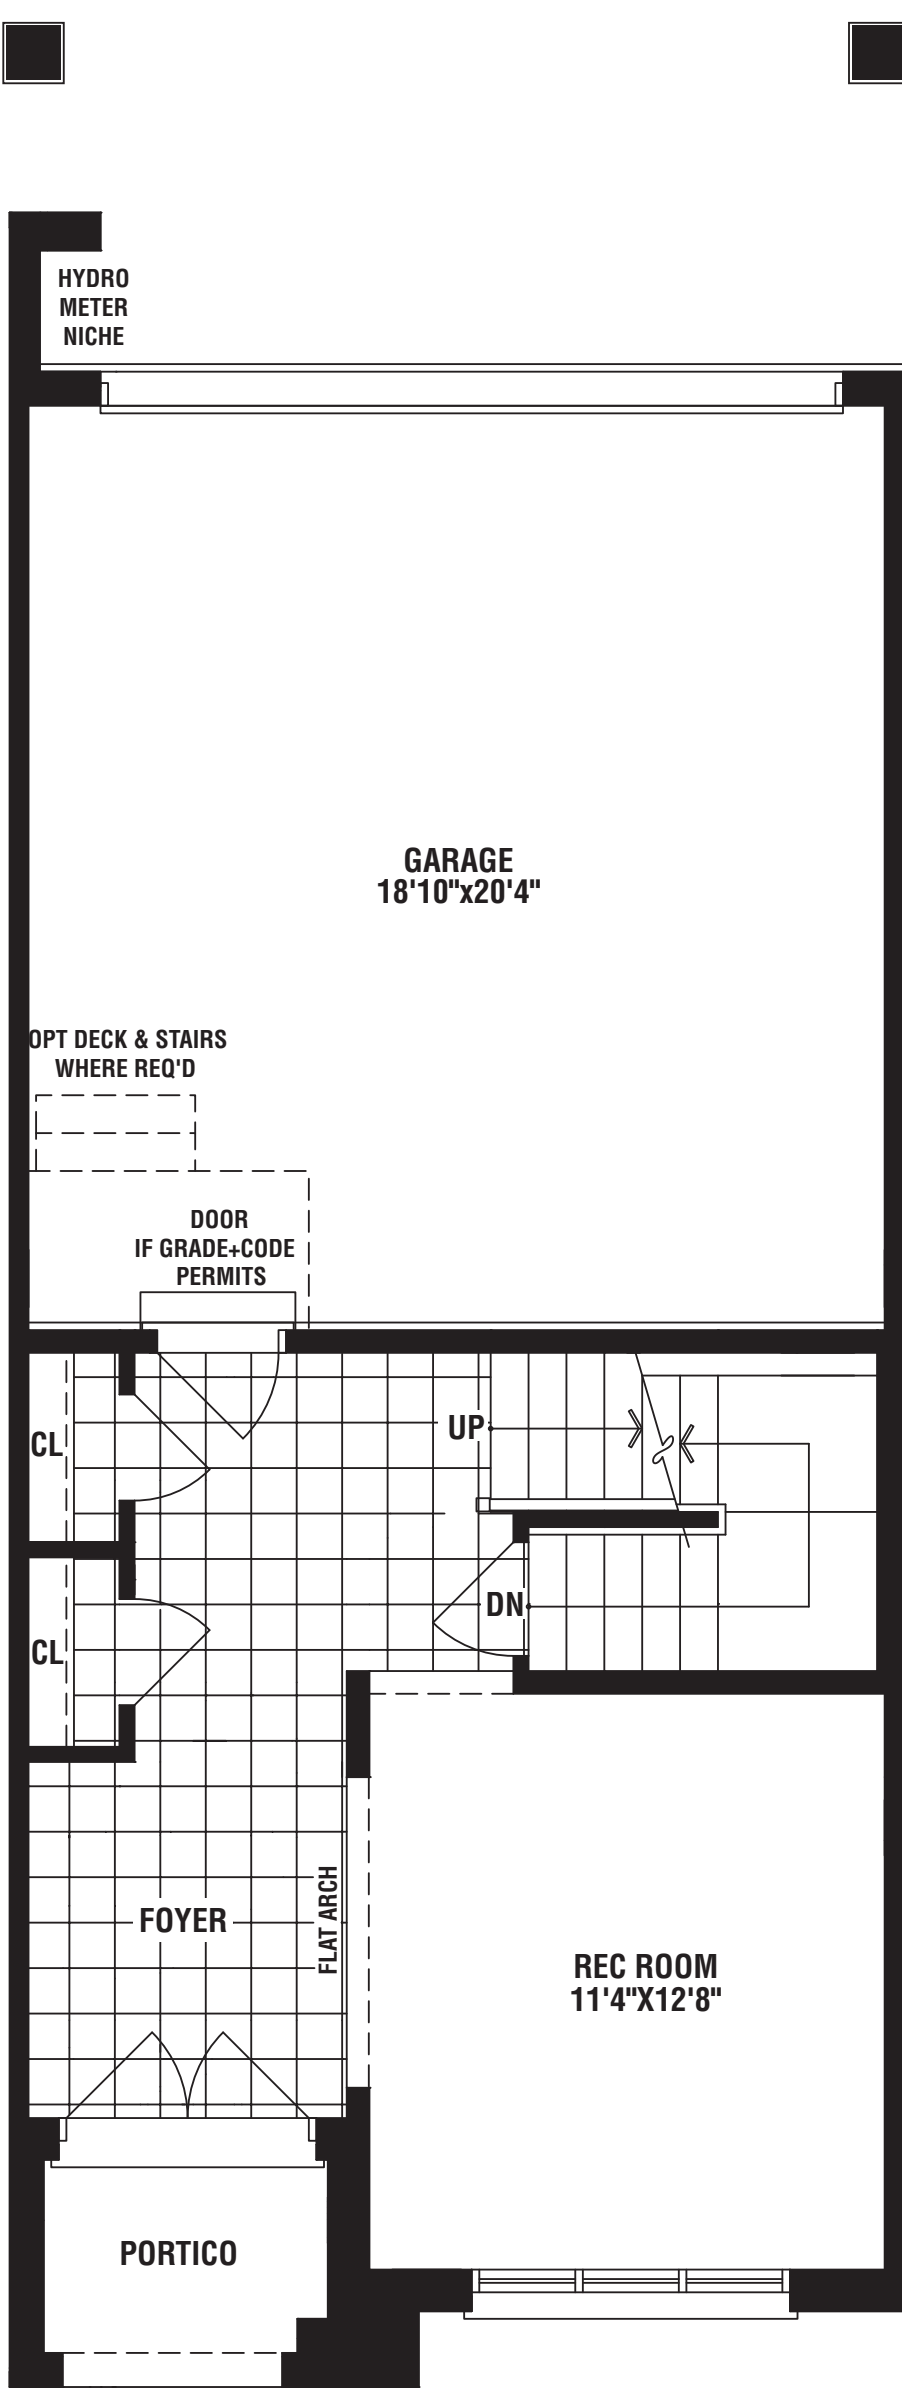 HYDRO
METER
NICHE
GARAGE
18'10"x20'4"
OPT DECK & STAIRS
WHERE REQ'D
DOOR
IF GRADE+CODE
PERMITS
UP
CL
DN
CL
FLAT ARCH
FOYER
REC ROOM
11'4"X12'8"
PORTICO